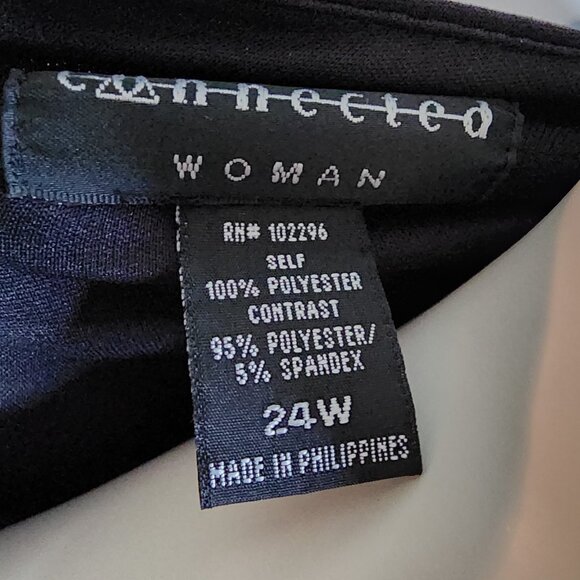 connected
WOMAN
RN# 102296
SELF
100% POLYESTER
CONTRAST
95% POLYESTER/
5% SPANDEX
24W
MADE IN PHILIPPINES